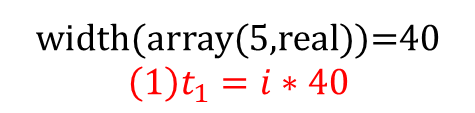 width(array(5,real))=40
(1)t₁ = i ∗ 40